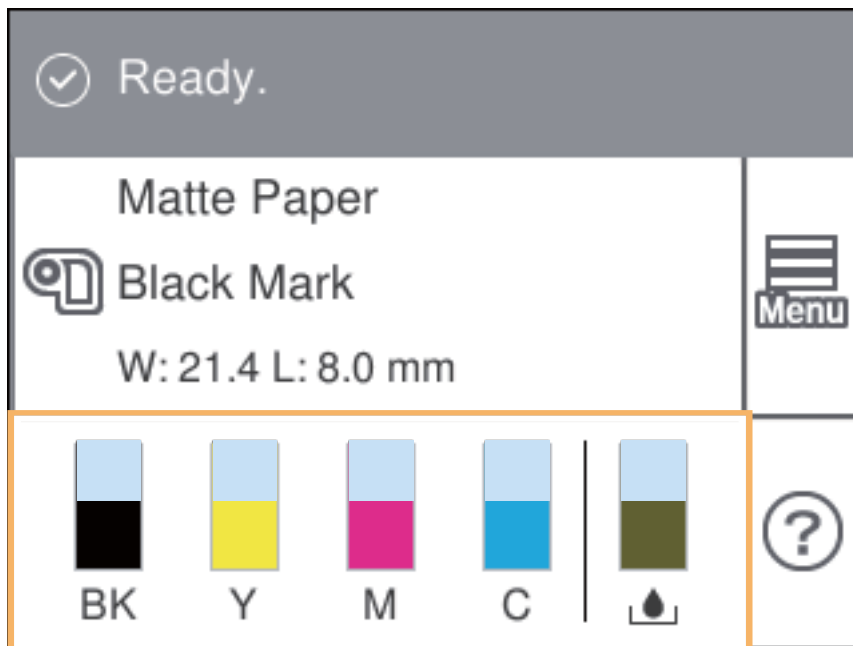 Ready.
Matte Paper
Black Mark
W: 21.4 L: 8.0 mm
Menu
BK Y M C
?